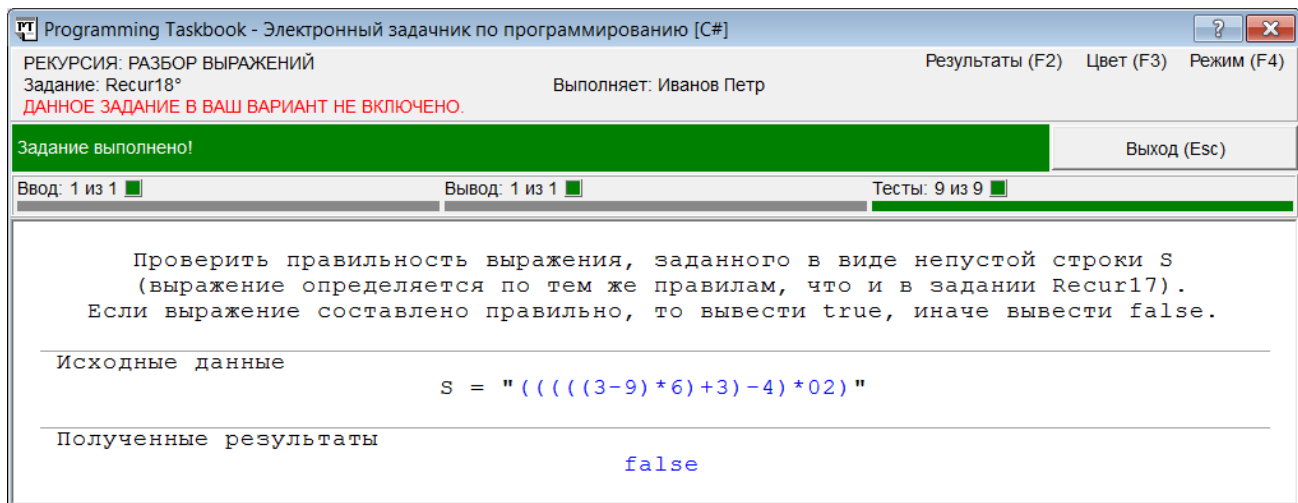 Programming Taskbook - Электронный задачник по программированию [C#]
РЕКУРСИЯ: РАЗБОР ВЫРАЖЕНИЙ
Результаты (F2) Цвет (F3) Режим (F4)
Задание: Recur18° Выполняет: Иванов Петр
ДАННОЕ ЗАДАНИЕ В ВАШ ВАРИАНТ НЕ ВКЛЮЧЕНО.
Задание выполнено! Выход (Esc)
Ввод: 1 из 1 Вывод: 1 из 1 Тесты: 9 из 9
Проверить правильность выражения, заданного в виде непустой строки S
(выражение определяется по тем же правилам, что и в задании Recur17).
Если выражение составлено правильно, то вывести true, иначе вывести false.
Исходные данные
S = "(((((3-9)*6)+3)-4)*02)"
Полученные результаты
false